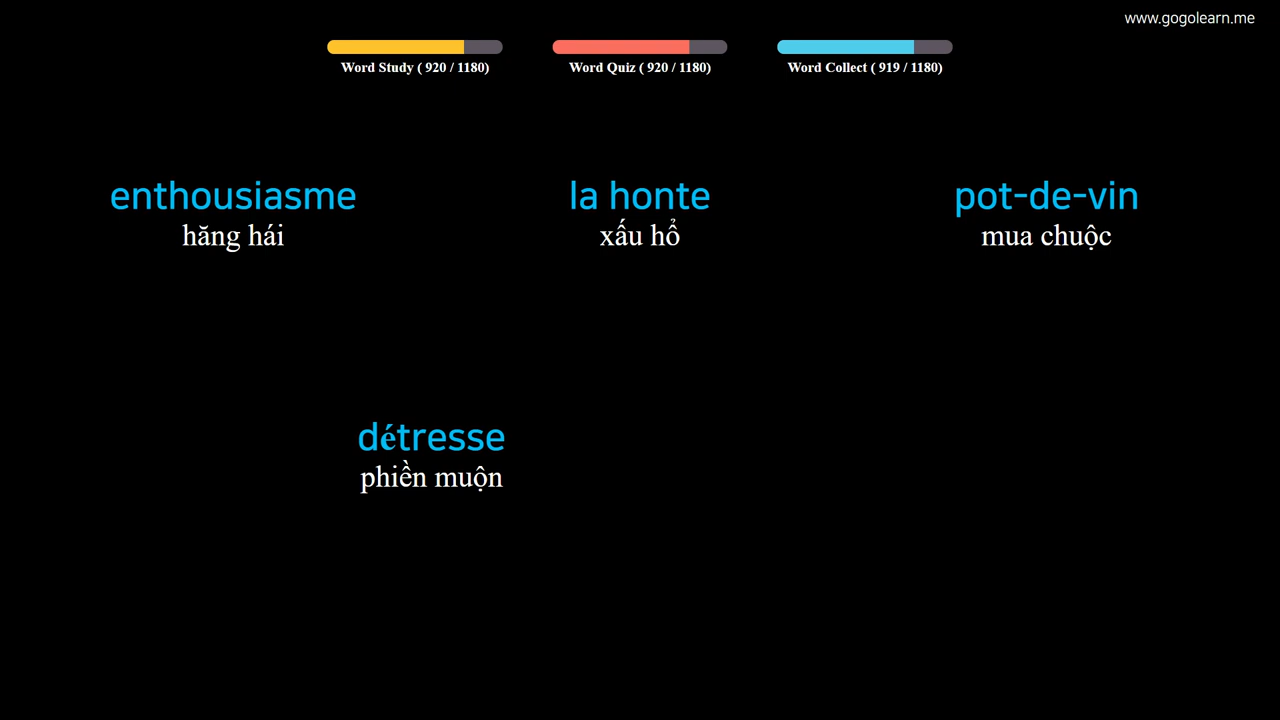 www.gogolearn.me
Word Study ( 920 / 1180)
Word Quiz ( 920 / 1180)
Word Collect ( 919 / 1180)
enthousiasme
hăng hái
la honte
xấu hổ
pot-de-vin
mua chuộc
détresse
phiền muộn